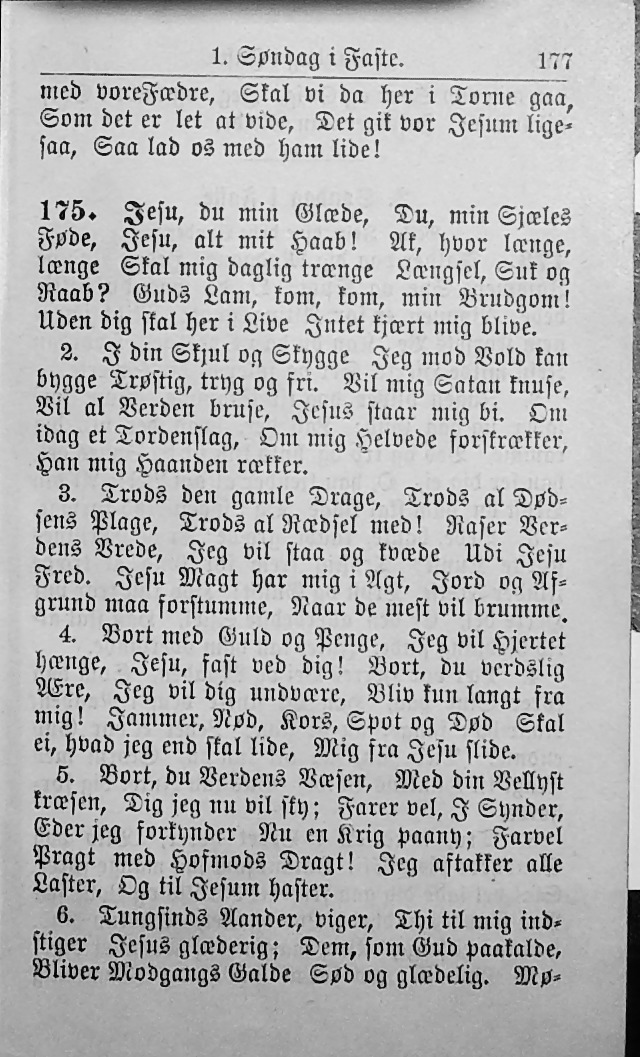 1. Søndag i Faste. 177
med voreFædre, Skal vi da her i Torne gaa,
Som det er let at vide, Det gik vor Jesum lige-
saa, Saa lad os med ham lide!
175. Jesu, du min Glæde, Du, min Sjæles
Føde, Jesu, alt mit Haab! Ak, hvor længe,
længe Skal mig daglig trænge Længsel, Suk og
Raab? Guds Lam, kom, kom, min Brudgom!
Uden dig skal her i Live Intet kjært mig blive.
2. I din Skjul og Skygge Jeg mod Vold kan
bygge Trøstig, tryg og fri. Vil mig Satan knuse,
Vil al Verden bruse, Jesus staar mig bi. Om
idag et Tordenslag, Om mig Helvede forskrækker,
Han mig Haanden rækker.
3. Trods den gamle Drage, Trods al Død-
sens Plage, Trods al Rædsel med! Raser Ver-
dens Vrede, Jeg vil staa og kvæde Udi Jesu
Fred. Jesu Magt har mig i Agt, Jord og Af-
grund maa forstumme, Naar de mest vil brumme.
4. Bort med Guld og Penge, Jeg vil Hjertet
hænge, Jesu, fast ved dig! Bort, du verdslig
Ære, Jeg vil dig undvære, Bliv kun langt fra
mig! Jammer, Nød, Kors, Spot og Død Skal
ei, hvad jeg end skal lide, Mig fra Jesu slide.
5. Bort, du Verdens Væsen, Med din Vellyst
kræsen, Dig jeg nu vil sky; Farer vel, I Synder,
Eder jeg forkynder Nu en Krig paany; Farvel
Pragt med Hofmods Dragt! Jeg aftakker alle
Laster, Og til Jesum haster.
6. Tungsinds Aander, viger, Thi til mig ind-
stiger Jesus glæderig; Dem, som Gud paakalde,
Bliver Modgangs Galde Sød og glædelig. Mø-